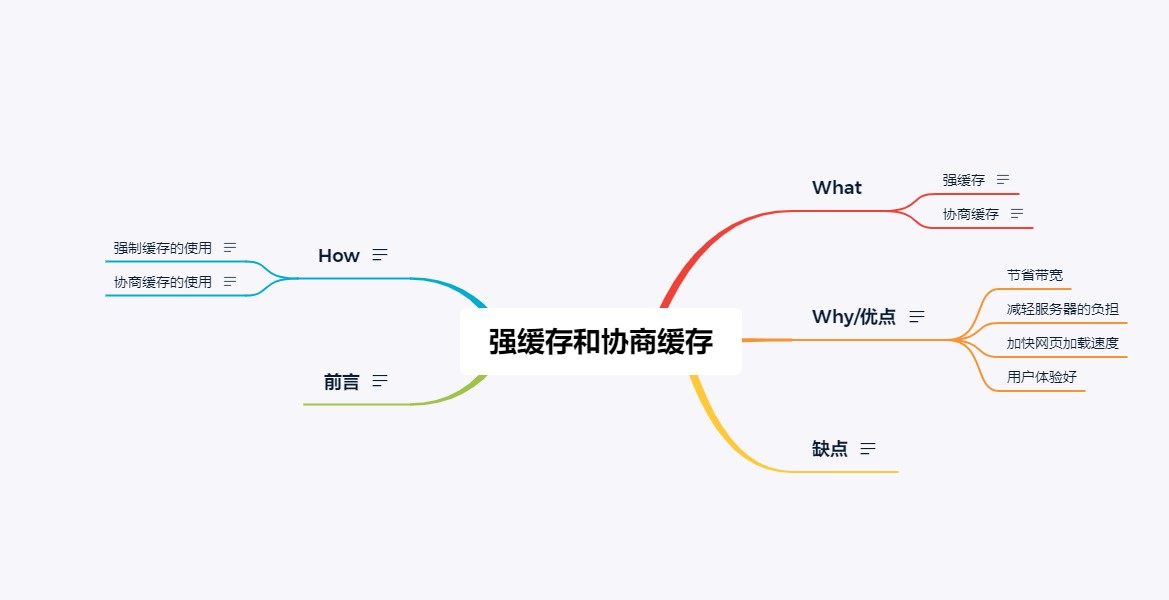 强缓存和协商缓存
What
强缓存
协商缓存
Why/优点
节省带宽
减轻服务器的负担
加快网页加载速度
用户体验好
缺点
How
强制缓存的使用
协商缓存的使用
前言